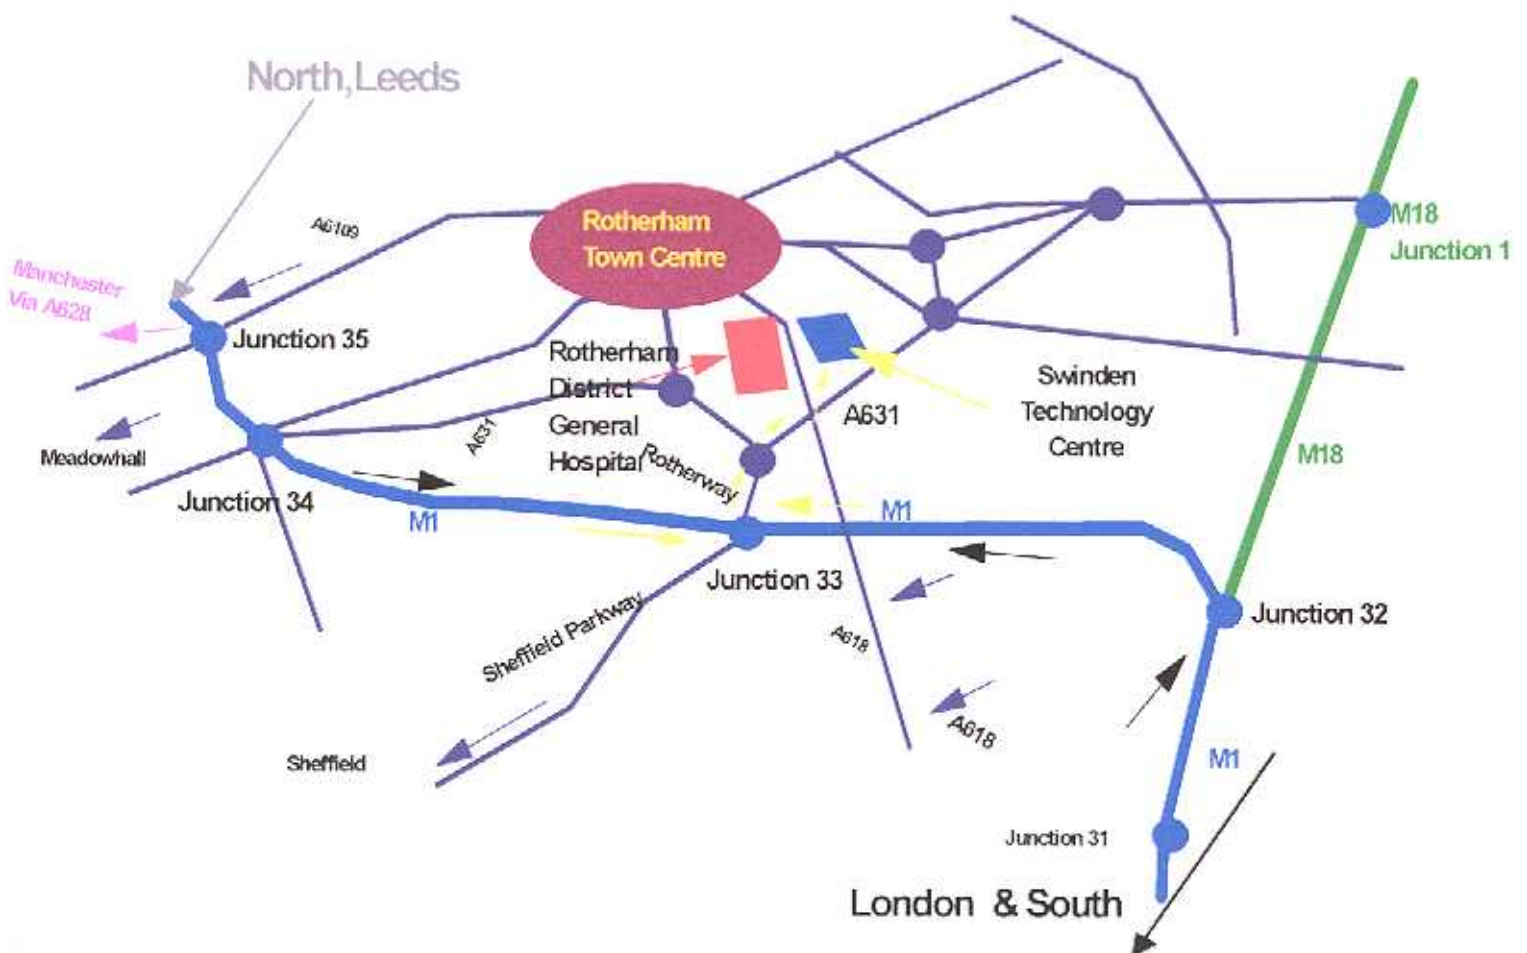 North,Leeds
A6109
Rotherham
Town Centre
M18
Junction 1
Manchester
Via A628
Junction 35
Rotherham
District
General
Hospital
Swinden
Technology
Centre
A631
A631
Meadowhall
Rotherway
M18
Junction 34
M1
M1
Junction 33
Junction 32
Sheffield Parkway
A618
A618
Sheffield
M1
Junction 31
London & South